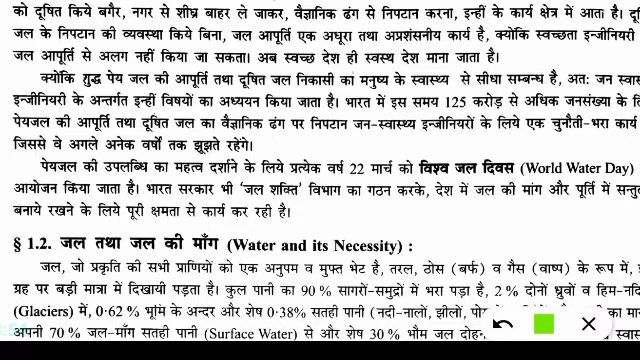 को दूषित किये बगैर, नगर से शीघ्र बाहर ले जाकर, वैज्ञानिक ढंग से निपटान करना, इन्हीं के कार्य क्षेत्र में आता है।
जल के निपटान की व्यवस्था किये बिना, जल आपूर्ति एक अधूरा तथा अप्रशंसनीय कार्य है, क्योंकि स्वच्छता इन्जीनियरी
जल आपूर्ति से अलग नहीं किया जा सकता। अब स्वच्छ देश ही स्वस्थ देश माना जाता है।
क्योंकि शुद्ध पेय जल की आपूर्ति तथा दूषित जल निकासी का मनुष्य के स्वास्थ्य से सीधा सम्बन्ध है, अतः जन स्वा
इन्जीनियरी के अन्तर्गत इन्हीं विषयों का अध्ययन किया जाता है। भारत में इस समय 125 करोड़ से अधिक जनसंख्या के लि
पेयजल की आपूर्ति तथा दूषित जल का वैज्ञानिक ढंग पर निपटान जन-स्वास्थ्य इन्जीनियरों के लिये एक चुनौती-भरा कार्य
जिससे वे अगले अनेक वर्षों तक झूझते रहेंगे।
पेयजल की उपलब्धि का महत्व दर्शाने के लिये प्रत्येक वर्ष 22 मार्च को विश्व जल दिवस (World Water Day)
आयोजन किया जाता है। भारत सरकार भी 'जल शक्ति' विभाग का गठन करके, देश में जल की मांग और पूर्ति में सन्तु
बनाये रखने के लिए पूरी क्षमता से कार्य कर रही है।
§ 1.2. जल तथा जल की माँग (Water and its Necessity) :
जल, जो प्रकृति की सभी प्राणियों को एक अनुपम व मुफ्त भेट है, तरल, ठोस (बर्फ) व गैस (वाष्प) के रूप में,
ग्रह पर बड़ी मात्रा में दिखायी पड़ता है। कुल पानी का 90 % सागरों-समुद्रों में भरा पड़ा है, 2 % दोनों ध्रुवों व हिम-नदि
(Glaciers) में, 0·62 % भूमि के अन्दर और शेष 0·38% सतही पानी (नदी-नालों, झीलों,
अपनी 70 % जल-माँग सतही पानी (Surface Water) से और शेष 30 % भौम जल